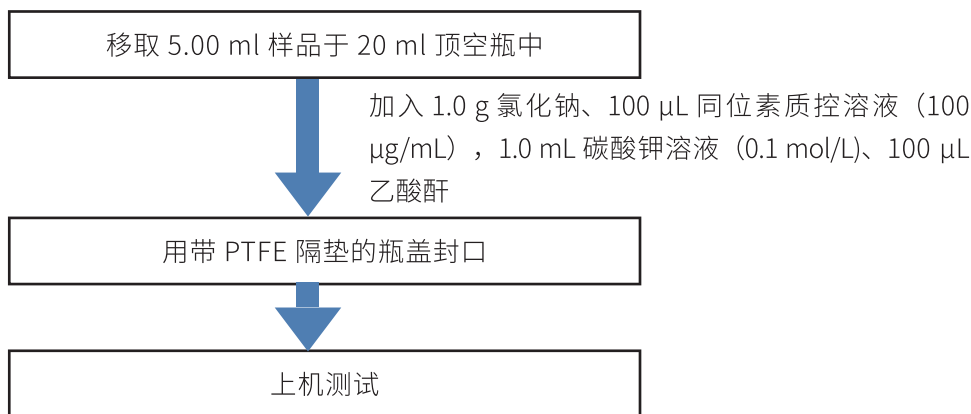 移取 5.00 ml 样品于 20 ml 顶空瓶中
加入 1.0 g 氯化钠、100 μL 同位素质控溶液（100
μg/mL），1.0 mL 碳酸钾溶液（0.1 mol/L)、100 μL
乙酸酐
用带 PTFE 隔垫的瓶盖封口
上机测试